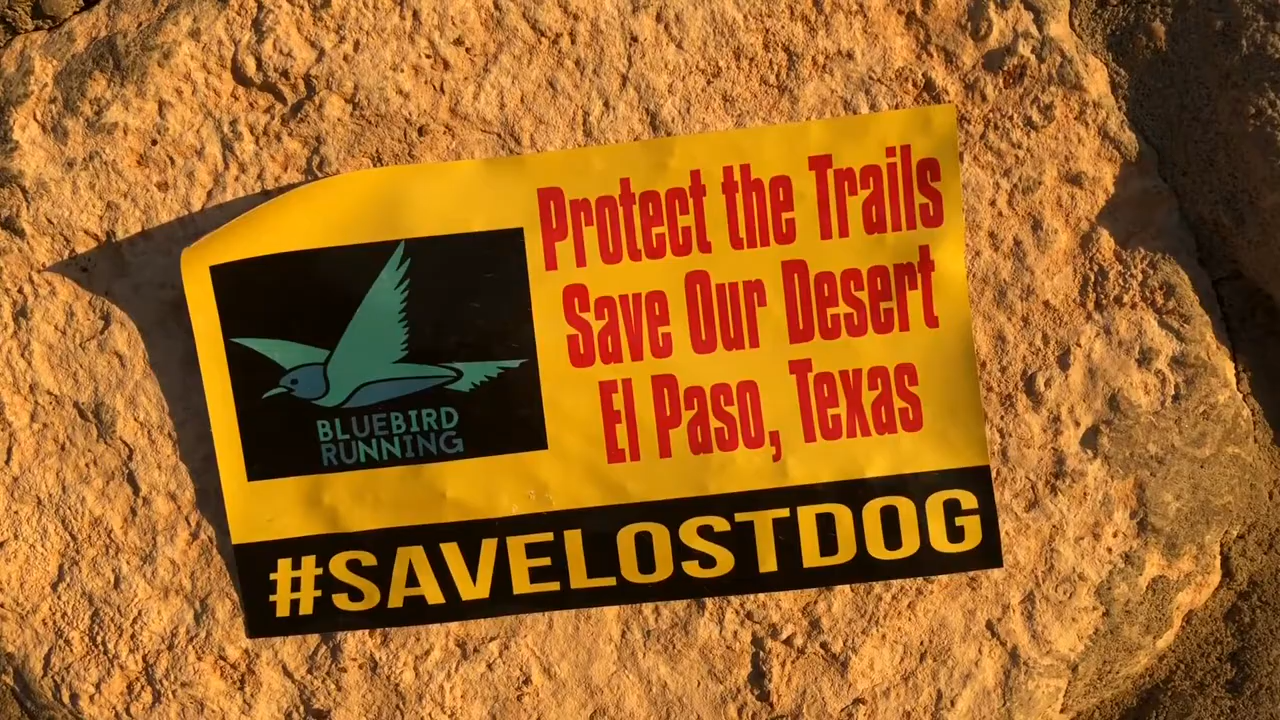 Protect the Trails
Save Our Desert
El Paso, Texas
BLUEBIRD
RUNNING
#SAVELOSTDOG